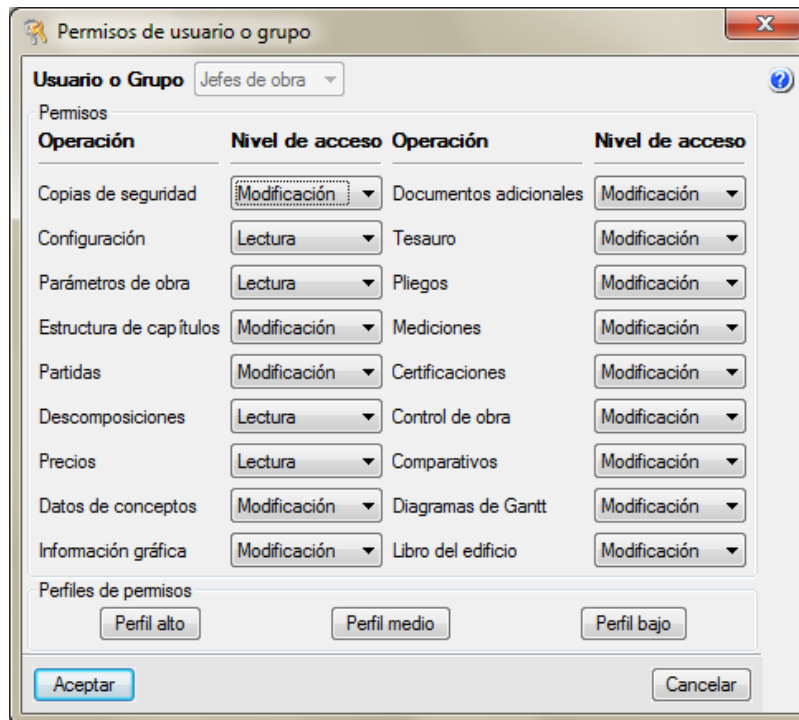 Permisos de usuario o grupo
Usuario o Grupo Jefes de obra
Permisos
Operación Nivel de acceso Operación Nivel de acceso
Copias de seguridad Modificación Documentos adicionales Modificación
Configuración Lectura Tesauro Modificación
Parámetros de obra Lectura Pliegos Modificación
Estructura de capítulos Modificación Mediciones Modificación
Partidas Modificación Certificaciones Modificación
Descomposiciones Lectura Control de obra Modificación
Precios Lectura Comparativos Modificación
Datos de conceptos Modificación Diagramas de Gantt Modificación
Información gráfica Modificación Libro del edificio Modificación
Perfiles de permisos
Perfil alto Perfil medio Perfil bajo
Aceptar Cancelar